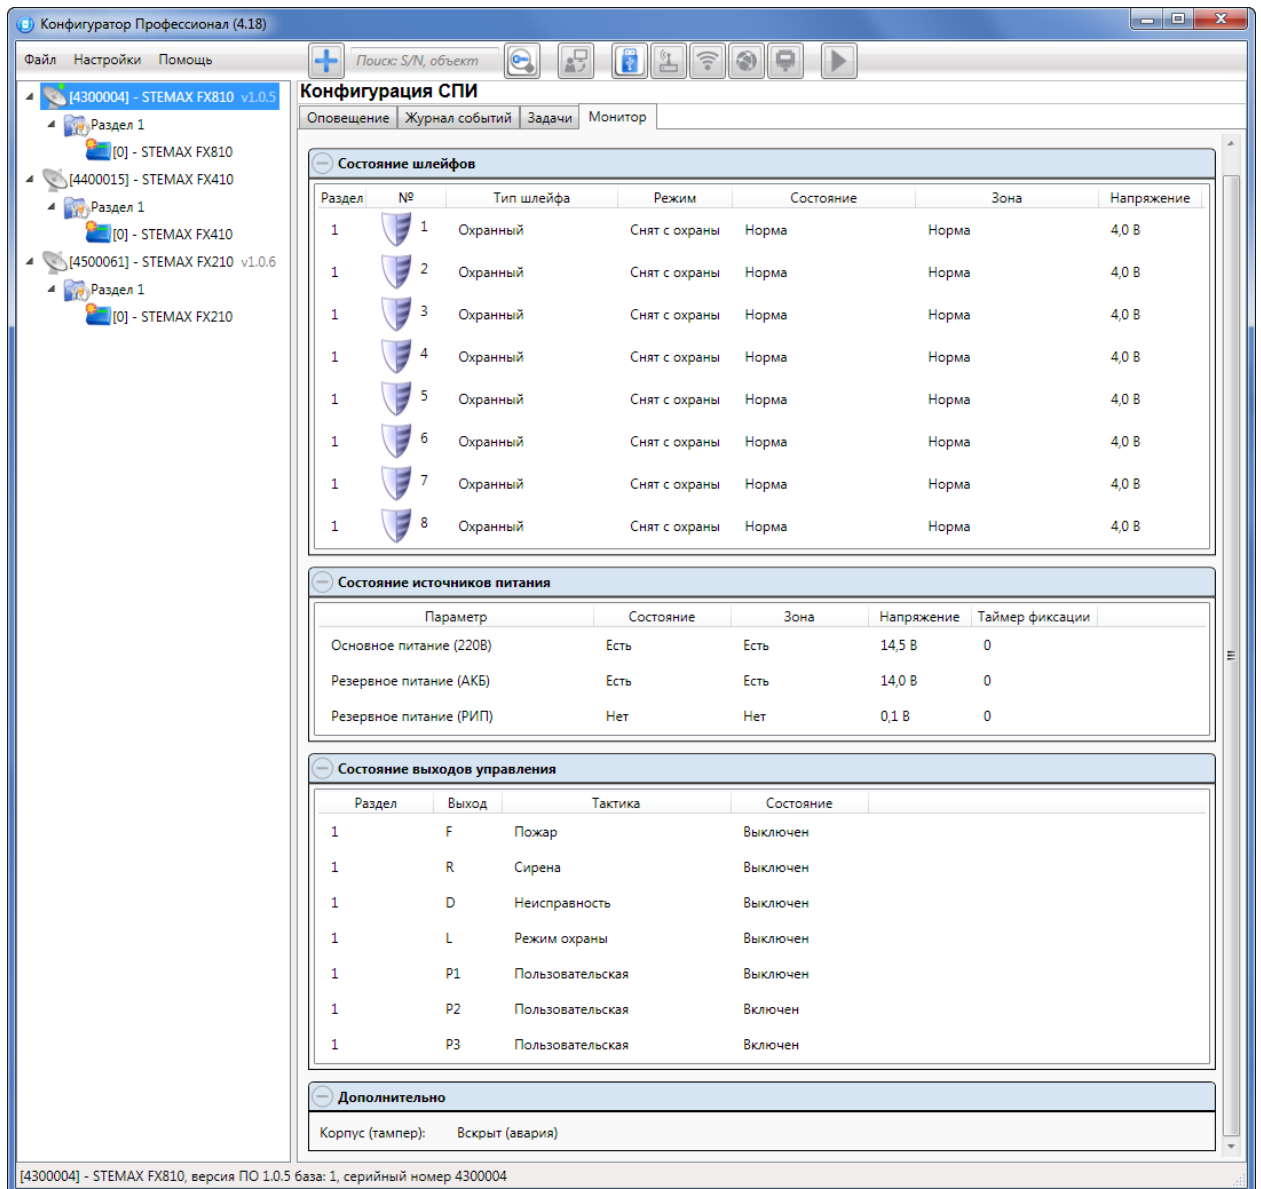 Конфигуратор Профессионал (4.18)
Файл Настройки Помощь
Поиск: S/N, объект
[4300004] - STEMAX FX810 v1.0.5
Раздел 1
[0] - STEMAX FX810
[4400015] - STEMAX FX410
Раздел 1
[0] - STEMAX FX410
[4500061] - STEMAX FX210 v1.0.6
Раздел 1
[0] - STEMAX FX210
Конфигурация СПИ
Оповещение Журнал событий Задачи Монитор
Состояние шлейфов
Раздел № Тип шлейфа Режим Состояние Зона Напряжение
1 1 Охранный Снят с охраны Норма Норма 4,0 В
1 2 Охранный Снят с охраны Норма Норма 4,0 В
1 3 Охранный Снят с охраны Норма Норма 4,0 В
1 4 Охранный Снят с охраны Норма Норма 4,0 В
1 5 Охранный Снят с охраны Норма Норма 4,0 В
1 6 Охранный Снят с охраны Норма Норма 4,0 В
1 7 Охранный Снят с охраны Норма Норма 4,0 В
1 8 Охранный Снят с охраны Норма Норма 4,0 В
Состояние источников питания
Параметр Состояние Зона Напряжение Таймер фиксации
Основное питание (220В) Есть Есть 14,5 В 0
Резервное питание (АКБ) Есть Есть 14,0 В 0
Резервное питание (РИП) Нет Нет 0,1 В 0
Состояние выходов управления
Раздел Выход Тактика Состояние
1 F Пожар Выключен
1 R Сирена Выключен
1 D Неисправность Выключен
1 L Режим охраны Выключен
1 P1 Пользовательская Выключен
1 P2 Пользовательская Включен
1 P3 Пользовательская Включен
Дополнительно
Корпус (тампер): Вскрыт (авария)
[4300004] - STEMAX FX810, версия ПО 1.0.5 база: 1, серийный номер 4300004